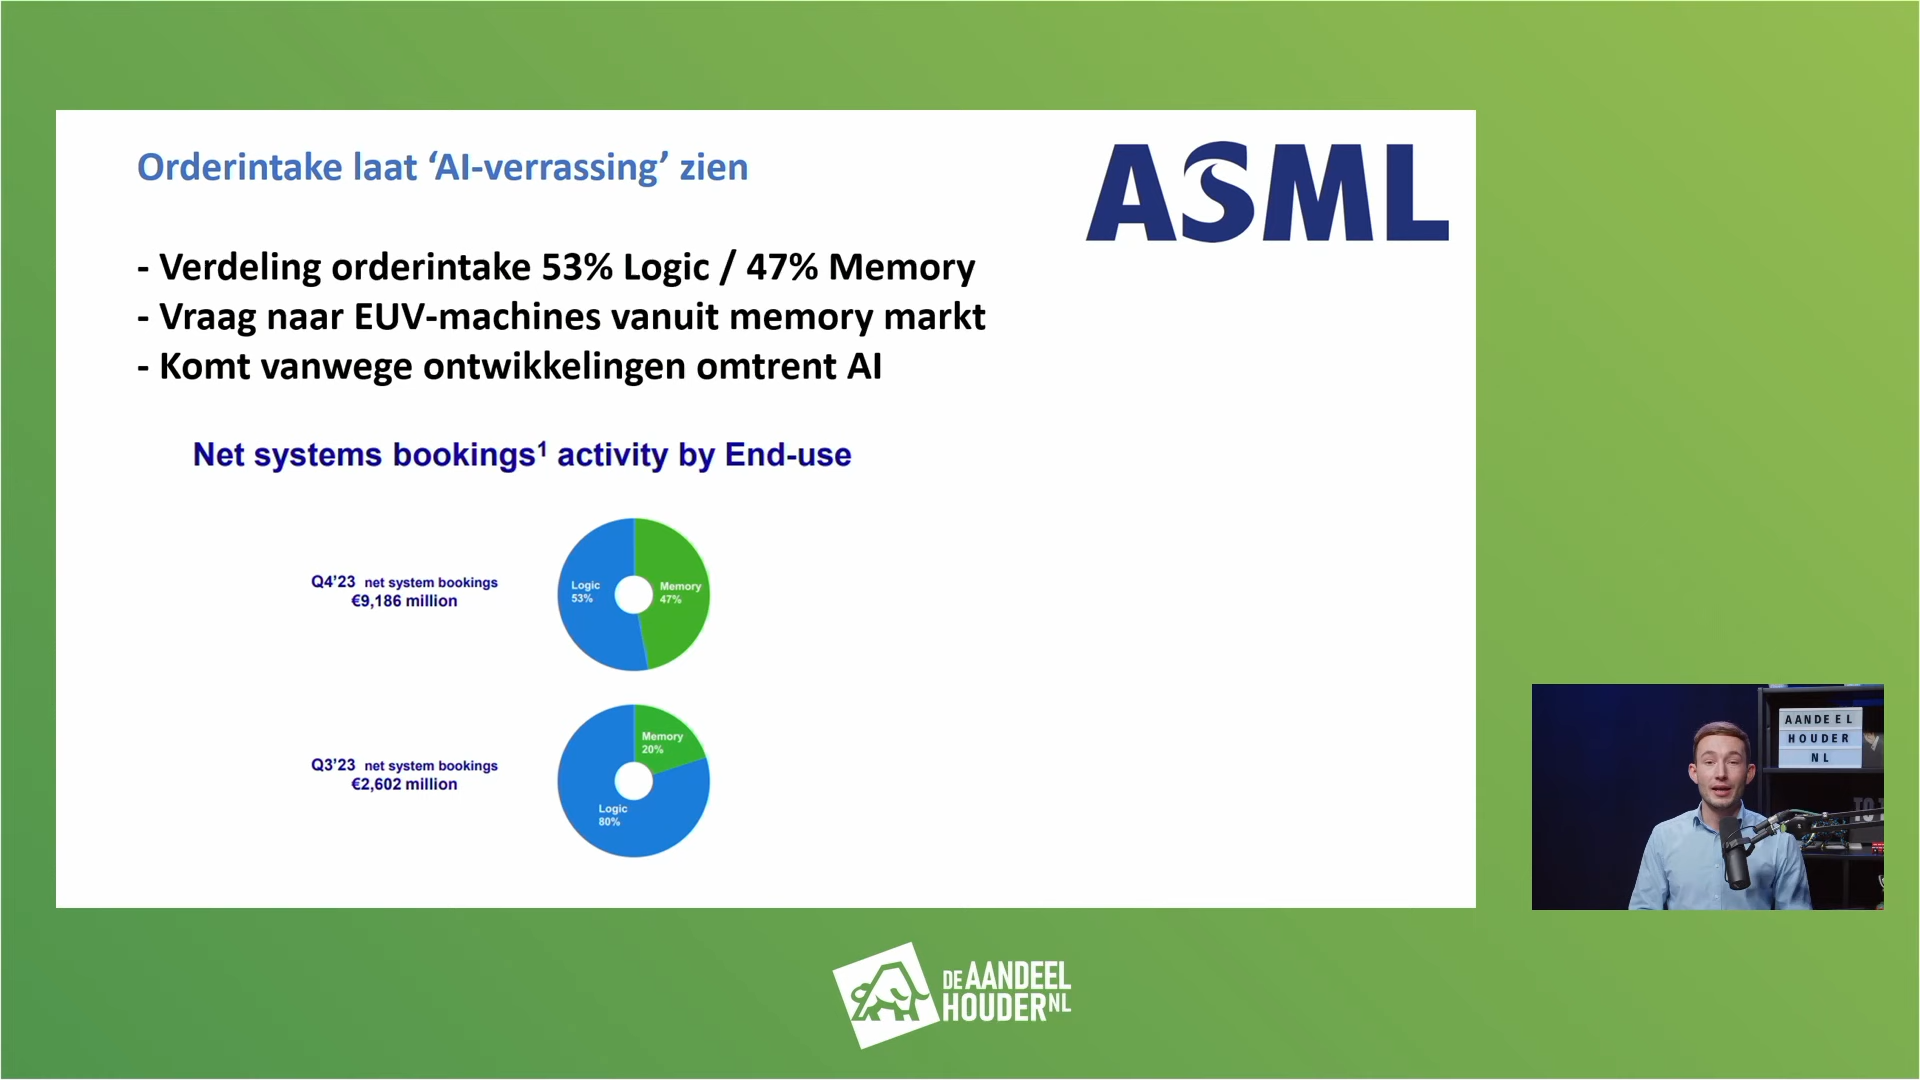 Orderintake laat ‘AI-verrassing’ zien
ASML
- Verdeling orderintake 53% Logic / 47% Memory
- Vraag naar EUV-machines vanuit memory markt
- Komt vanwege ontwikkelingen omtrent AI
Net systems bookings¹ activity by End-use
Q4’23 net system bookings
€9,186 million
Logic
53%
Memory
47%
Q3’23 net system bookings
€2,602 million
Memory
20%
Logic
80%
AANDEEL
HOUDER
NL
DE AANDEEL
HOUDER NL